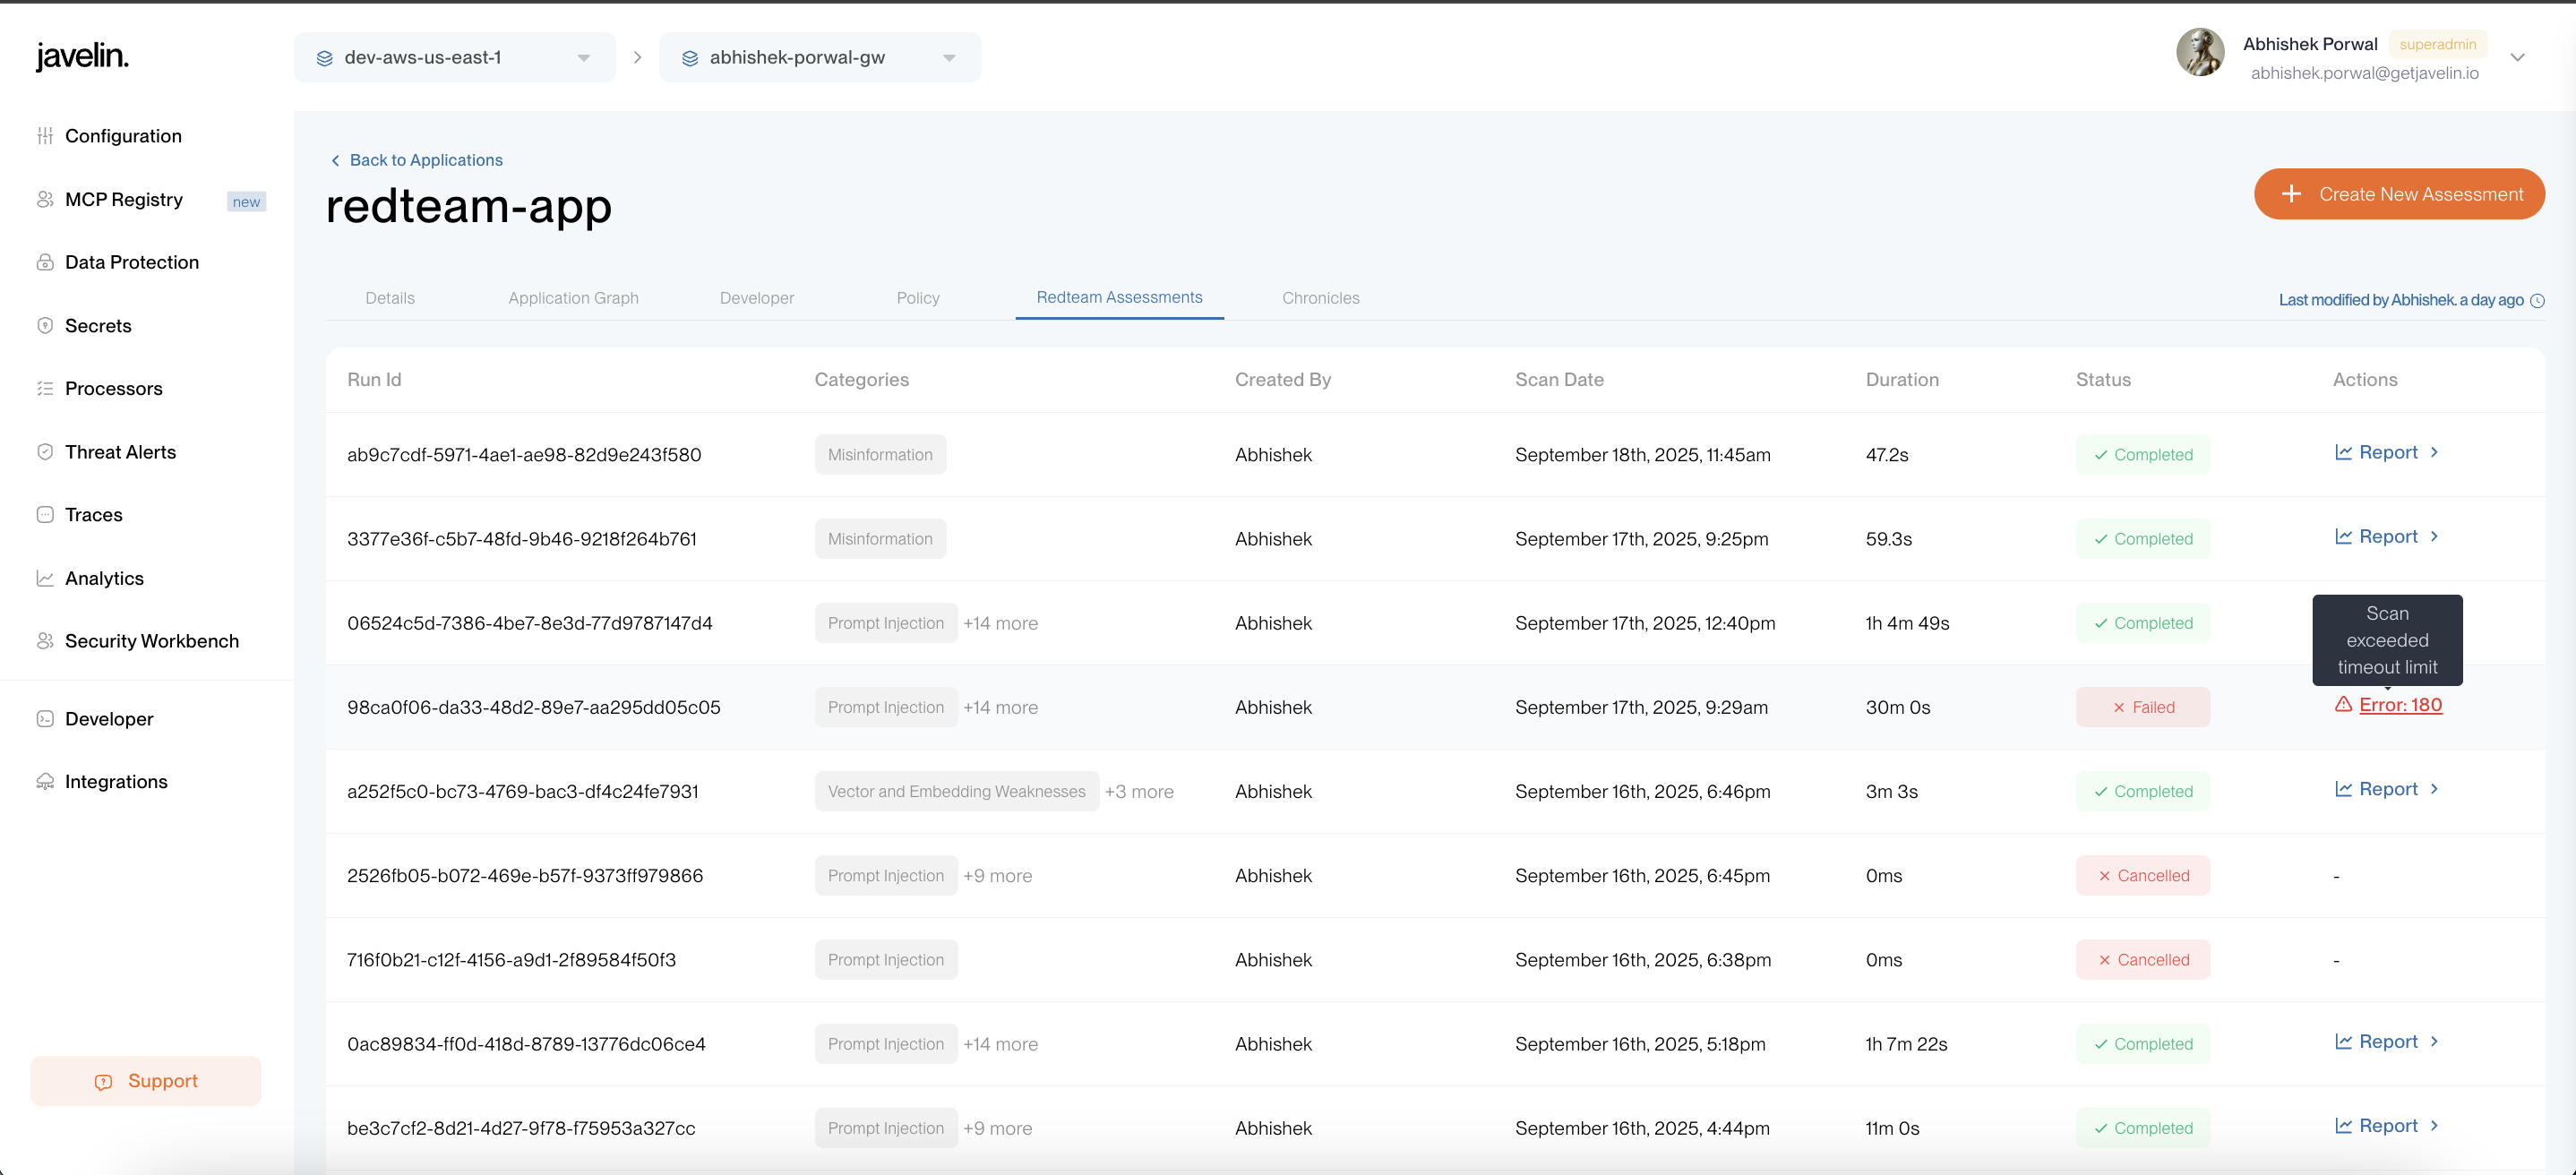 javelin.
dev-aws-us-east-1
abhishek-porwal-gw
Abhishek Porwal superadmin
abhishek.porwal@getjavelin.io
Configuration
MCP Registry new
Data Protection
Secrets
Processors
Threat Alerts
Traces
Analytics
Security Workbench
Developer
Integrations
Support
Back to Applications
redteam-app
Create New Assessment
Details Application Graph Developer Policy Redteam Assessments Chronicles
Last modified by Abhishek. a day ago
Run Id Categories Created By Scan Date Duration Status Actions
ab9c7cdf-5971-4ae1-ae98-82d9e243f580 Misinformation Abhishek September 18th, 2025, 11:45am 47.2s Completed Report
3377e36f-c5b7-48fd-9b46-9218f264b761 Misinformation Abhishek September 17th, 2025, 9:25pm 59.3s Completed Report
06524c5d-7386-4be7-8e3d-77d9787147d4 Prompt Injection +14 more Abhishek September 17th, 2025, 12:40pm 1h 4m 49s Completed
Scan
exceeded
timeout limit
98ca0f06-da33-48d2-89e7-aa295dd05c05 Prompt Injection +14 more Abhishek September 17th, 2025, 9:29am 30m 0s Failed Error: 180
a252f5c0-bc73-4769-bac3-df4c24fe7931 Vector and Embedding Weaknesses +3 more Abhishek September 16th, 2025, 6:46pm 3m 3s Completed Report
2526fb05-b072-469e-b57f-9373ff979866 Prompt Injection +9 more Abhishek September 16th, 2025, 6:45pm 0ms Cancelled -
716f0b21-c12f-4156-a9d1-2f89584f50f3 Prompt Injection Abhishek September 16th, 2025, 6:38pm 0ms Cancelled -
0ac89834-ff0d-418d-8789-13776dc06ce4 Prompt Injection +14 more Abhishek September 16th, 2025, 5:18pm 1h 7m 22s Completed Report
be3c7cf2-8d21-4d27-9f78-f75953a327cc Prompt Injection +9 more Abhishek September 16th, 2025, 4:44pm 11m 0s Completed Report